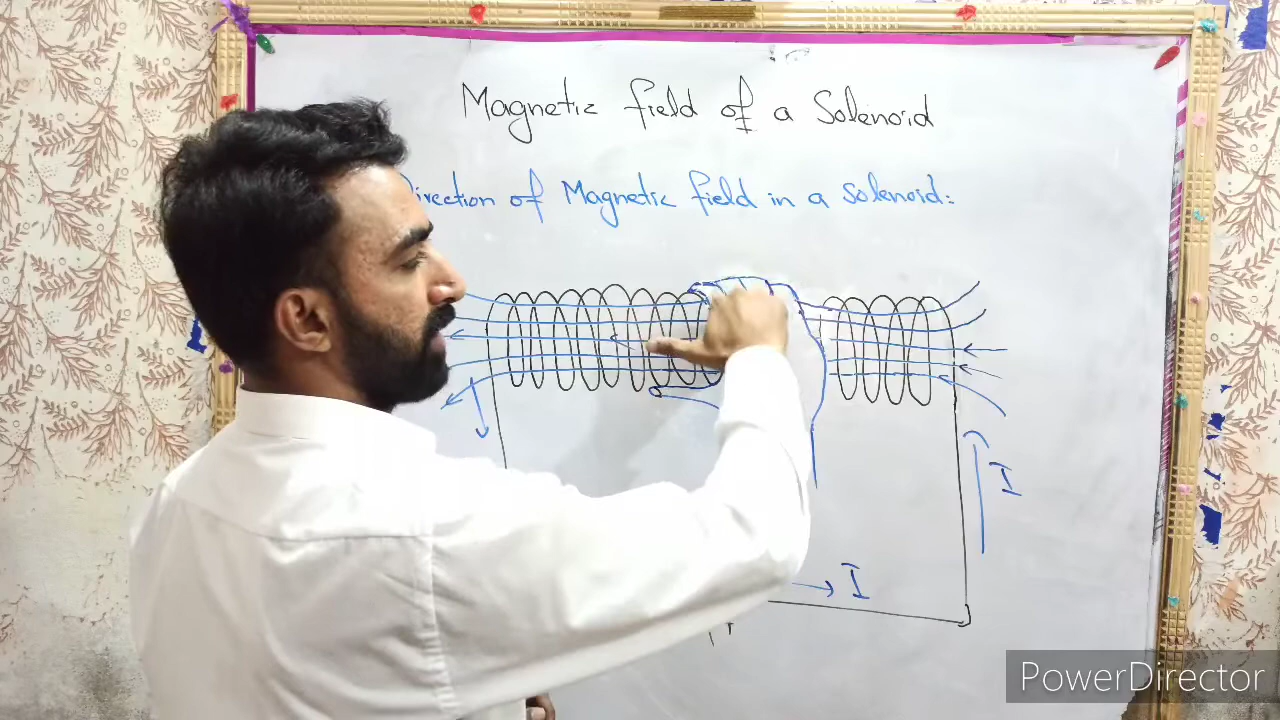 Magnetic field of a Solenoid
irection of Magnetic field in a Solenoid:
I
I
PowerDirector